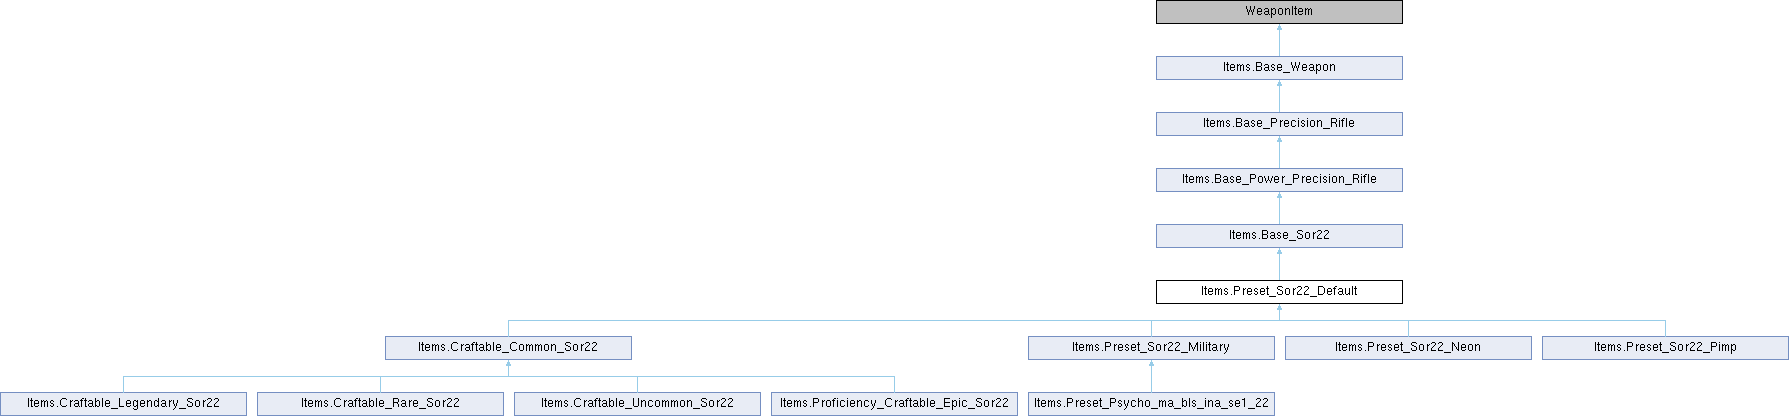 WeaponItem
Items.Base_Weapon
Items.Base_Precision_Rifle
Items.Base_Power_Precision_Rifle
Items.Base_Sor22
Items.Preset_Sor22_Default
Items.Craftable_Common_Sor22
Items.Preset_Sor22_Military
Items.Preset_Sor22_Neon
Items.Preset_Sor22_Pimp
Items.Craftable_Legendary_Sor22
Items.Craftable_Rare_Sor22
Items.Craftable_Uncommon_Sor22
Items.Proficiency_Craftable_Epic_Sor22
Items.Preset_Psycho_ma_bls_ina_se1_22